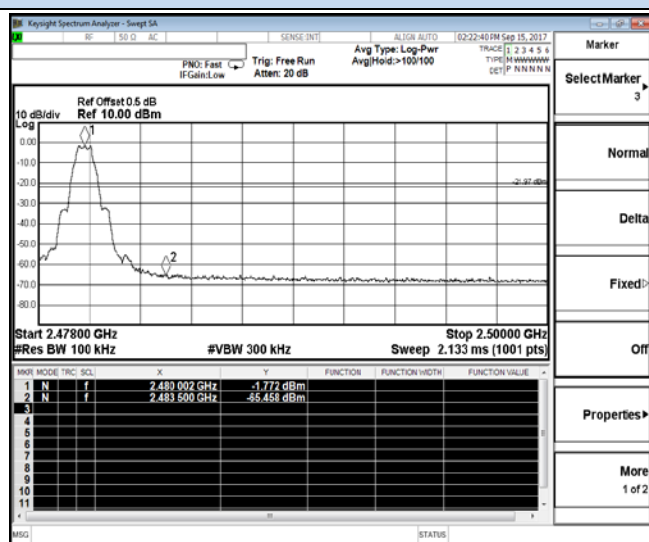 Keysight Spectrum Analyzer - Swept SA
RF 50 Ω AC SENSE:INT ALIGN AUTO 02:22:40 PM Sep 15, 2017
PNO: Fast Trig: Free Run Avg Type: Log-Pwr TRACE 1 2 3 4 5 6
IFGain:Low Atten: 20 dB Avg|Hold:>100/100 TYPE M WWWWW
DET P N N N N N
Ref Offset 0.5 dB
10 dB/div Ref 10.00 dBm
Log
1
0.00
-10.0
-20.0
-21.97 dBm
-30.0
-40.0
-50.0
2
-60.0
-70.0
-80.0
Start 2.47800 GHz Stop 2.50000 GHz
#Res BW 100 kHz #VBW 300 kHz Sweep 2.133 ms (1001 pts)
MKR MODE TRC SCL X Y FUNCTION FUNCTION WIDTH FUNCTION VALUE
1 N f 2.480 002 GHz -1.772 dBm
2 N f 2.483 500 GHz -65.458 dBm
3
4
5
6
7
8
9
10
11
MSG STATUS
Marker
Select Marker
3
Normal
Delta
Fixed
Off
Properties
More
1 of 2